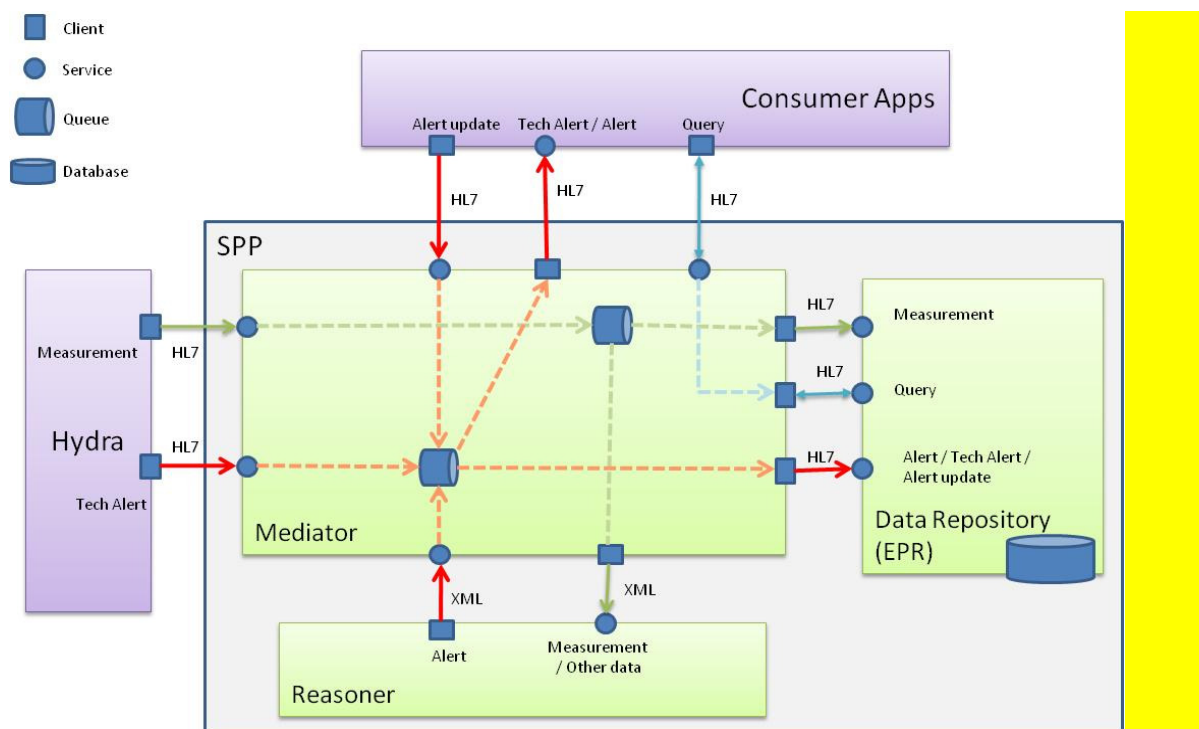 Client
Service
Queue
Database
Consumer Apps
Alert update
Tech Alert / Alert
Query
HL7
HL7
HL7
SPP
Measurement
HL7
Hydra
HL7
Tech Alert
Mediator
HL7
Measurement
HL7
Query
HL7
Alert / Tech Alert /
Alert update
Data Repository
(EPR)
XML
XML
Alert
Measurement
/ Other data
Reasoner